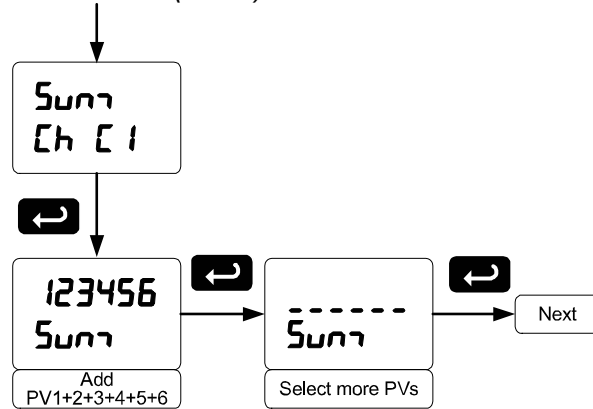 Sum
Ch C1
123456
Sum
Add
PV1+2+3+4+5+6
------
Sum
Select more PVs
Next